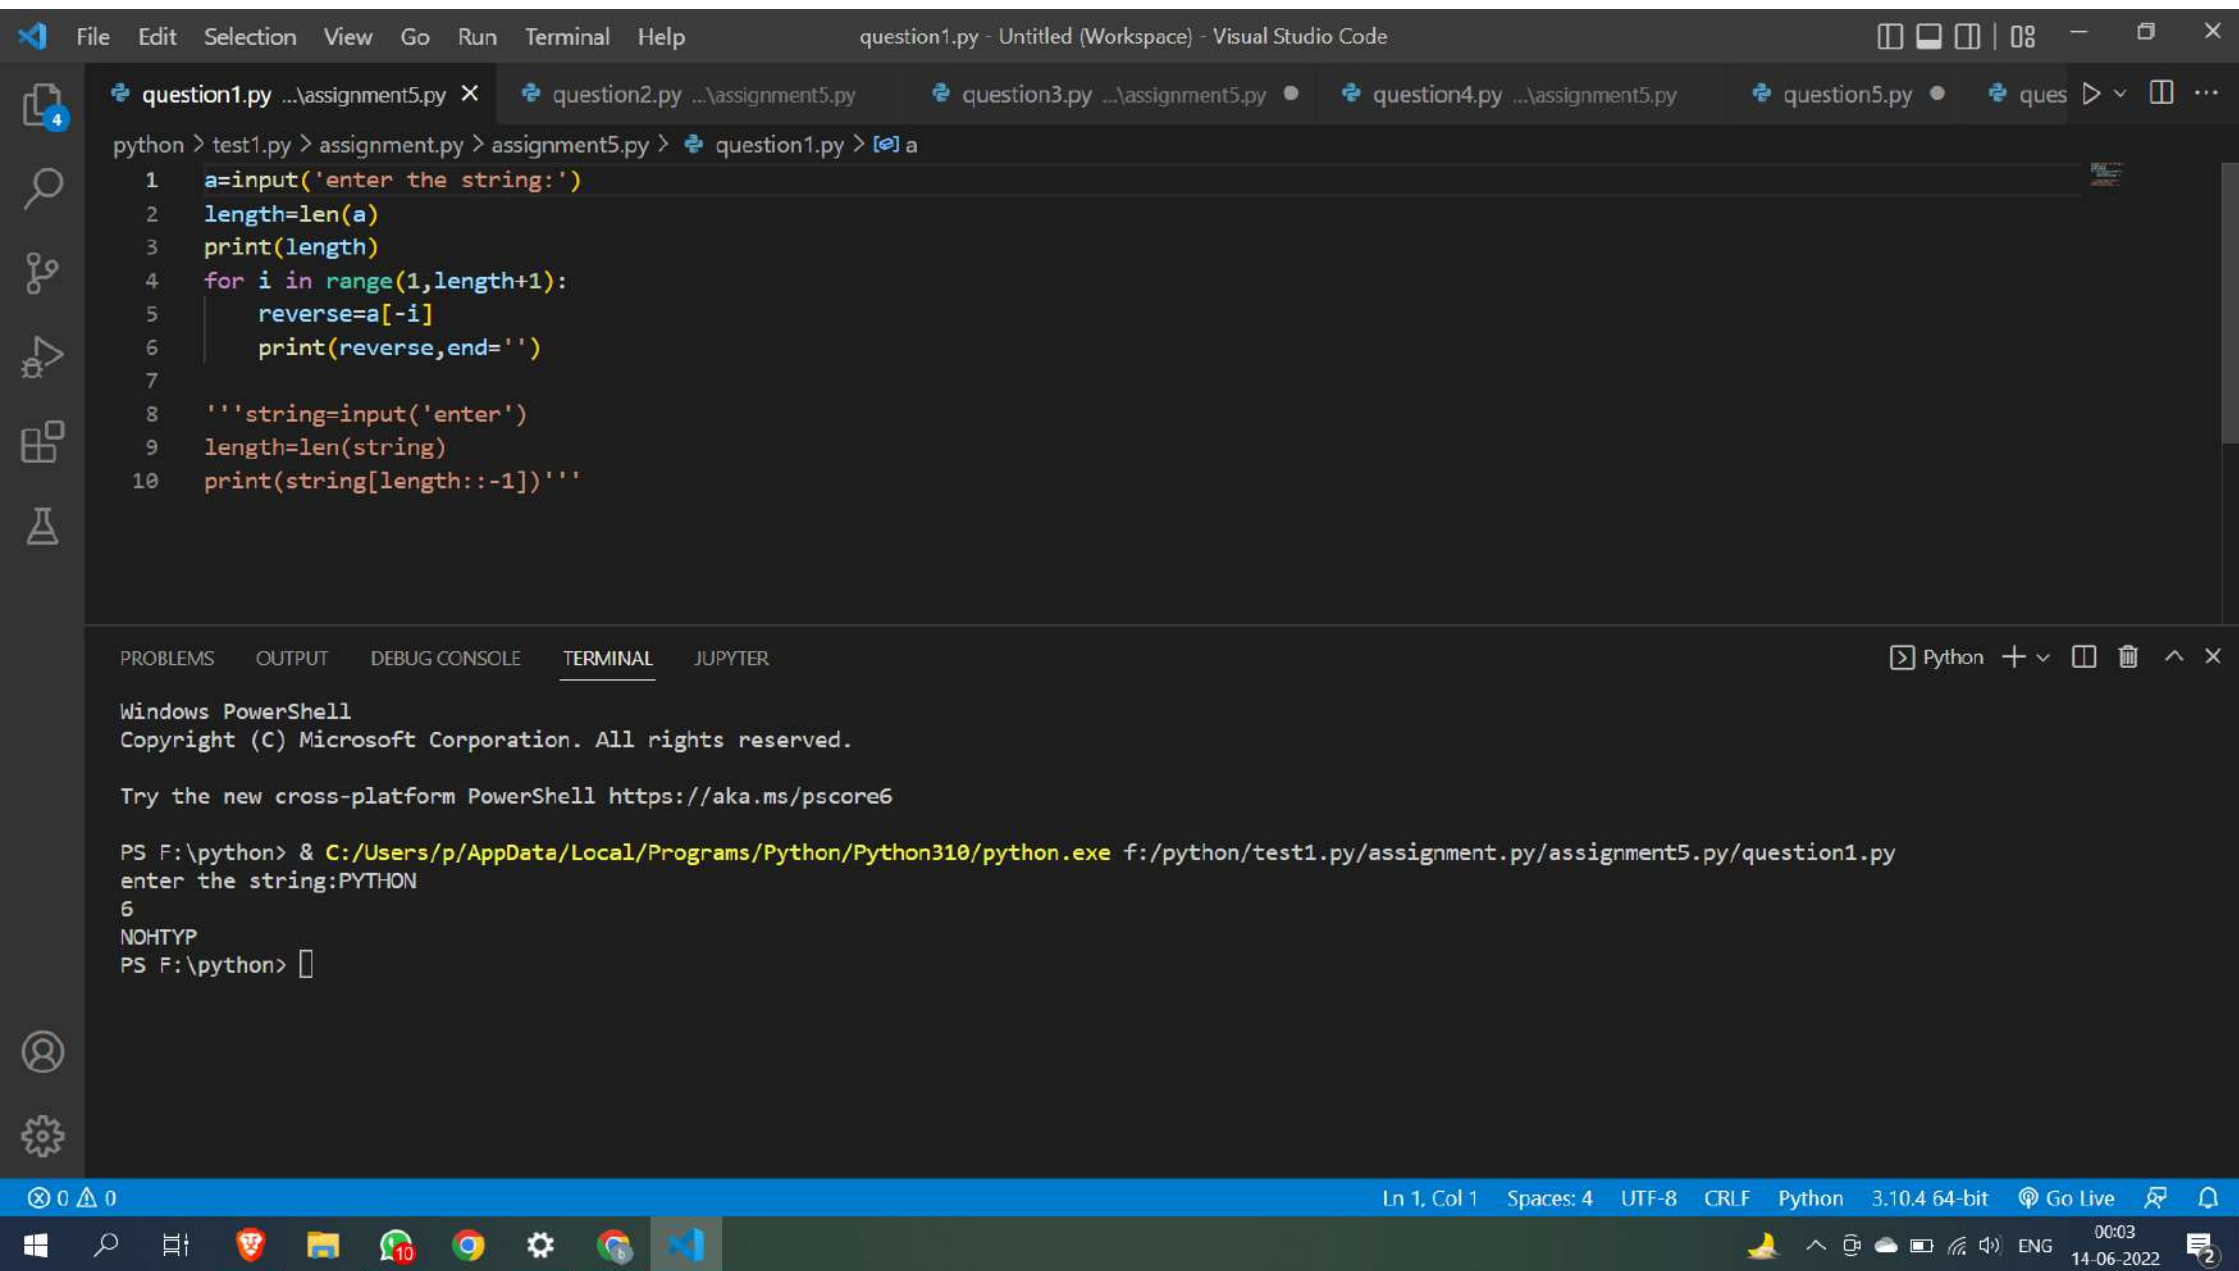 File Edit Selection View Go Run Terminal Help question1.py - Untitled (Workspace) - Visual Studio Code
question1.py ...\assignment5.py question2.py ...\assignment5.py question3.py ...\assignment5.py question4.py ...\assignment5.py question5.py ques
python > test1.py > assignment.py > assignment5.py > question1.py > a
4
1 a=input('enter the string:')
2 length=len(a)
3 print(length)
4 for i in range(1,length+1):
5     reverse=a[-i]
6     print(reverse,end='')
7
8 '''string=input('enter')
9 length=len(string)
10 print(string[length::-1])'''
PROBLEMS OUTPUT DEBUG CONSOLE TERMINAL JUPYTER Python
Windows PowerShell
Copyright (C) Microsoft Corporation. All rights reserved.
Try the new cross-platform PowerShell https://aka.ms/pscore6
PS F:\python> & C:/Users/p/AppData/Local/Programs/Python/Python310/python.exe f:/python/test1.py/assignment.py/assignment5.py/question1.py
enter the string:PYTHON
6
NOHTYP
PS F:\python>
0 0 Ln 1, Col 1 Spaces: 4 UTF-8 CRLF Python 3.10.4 64-bit Go Live
10 b ENG 00:03
14-06-2022 2